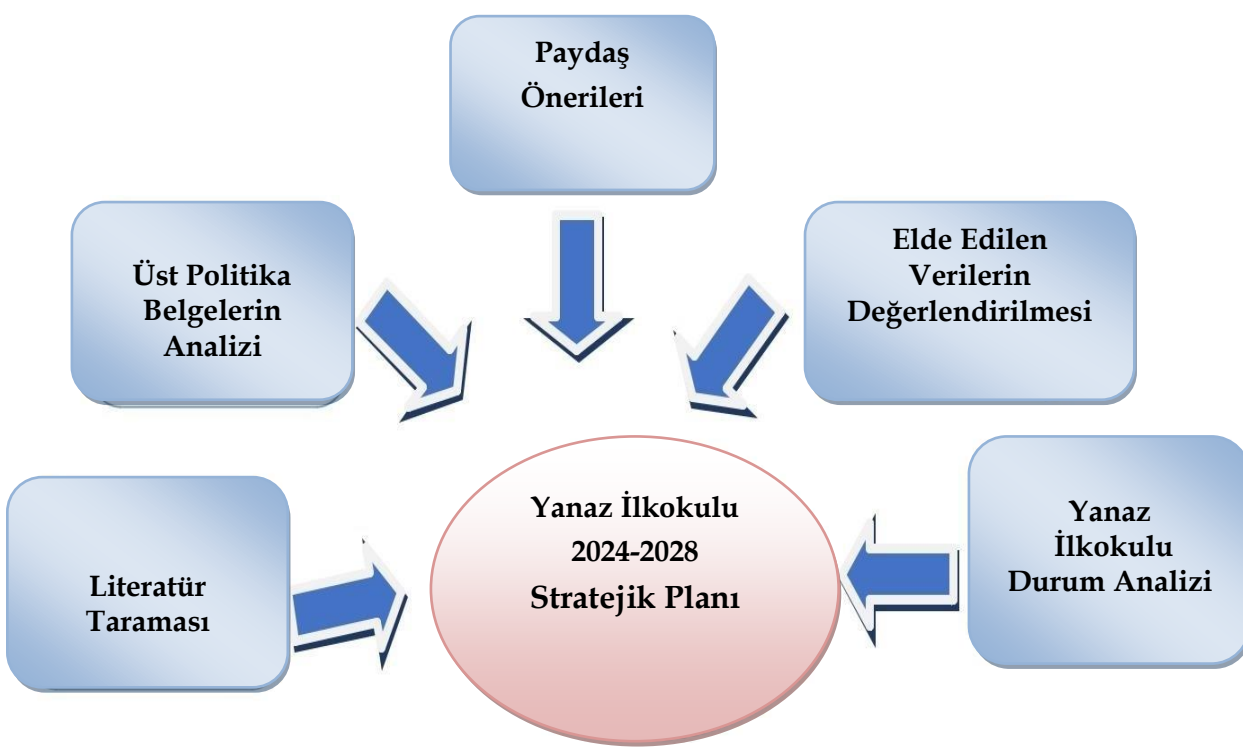 Paydaş
Önerileri
Üst Politika
Belgelerin
Analizi
Elde Edilen
Verilerin
Değerlendirilmesi
Literatür
Taraması
Yanaz İlkokulu
2024-2028
Stratejik Planı
Yanaz
İlkokulu
Durum Analizi